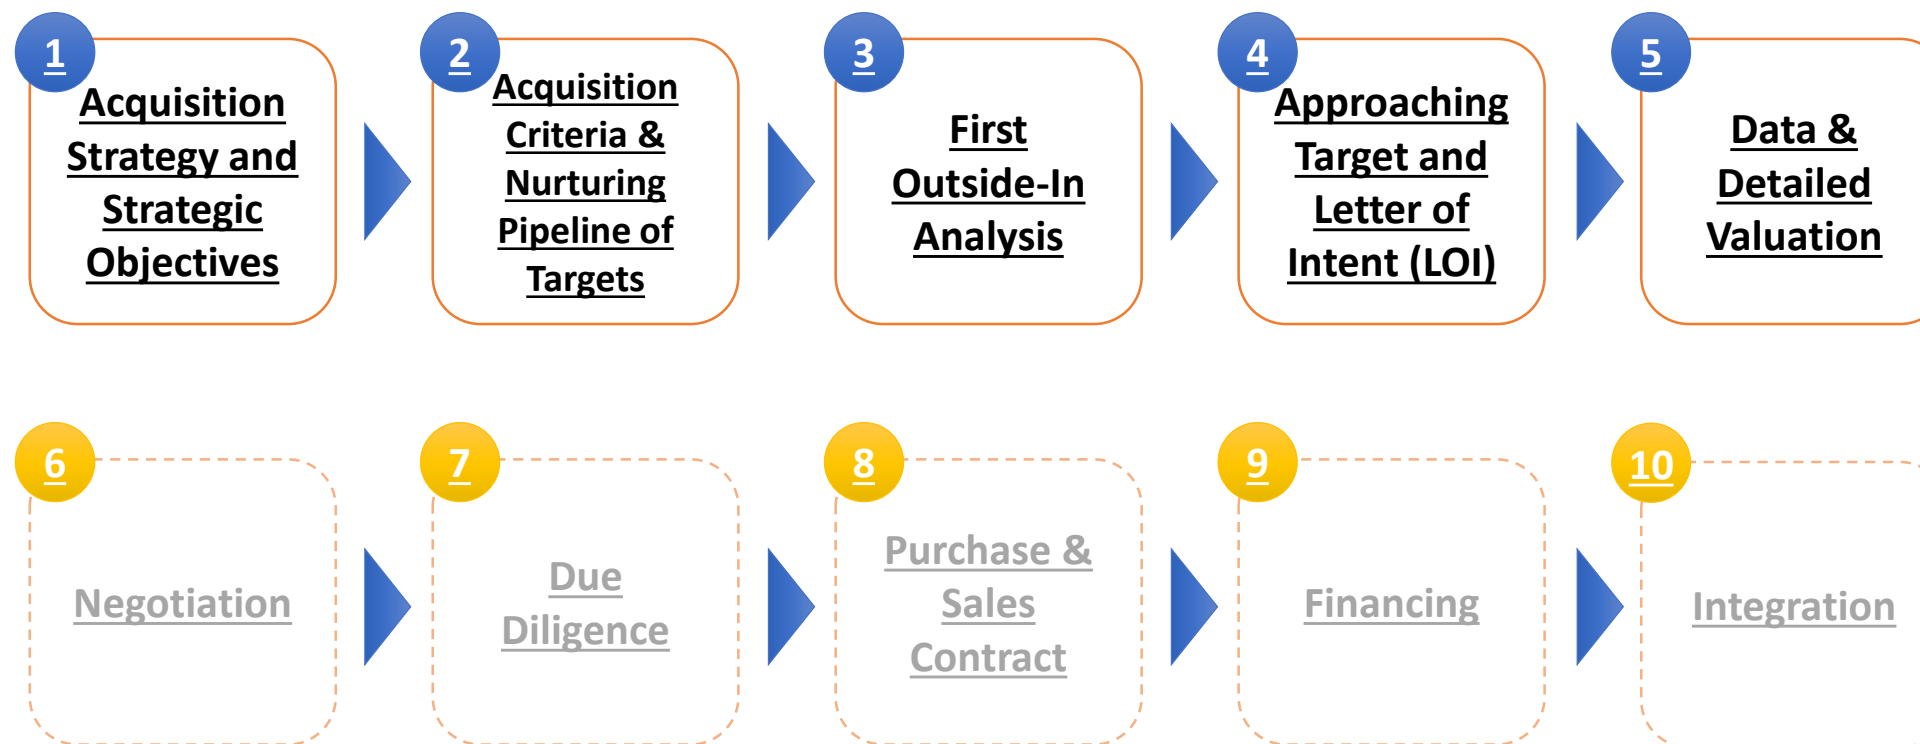 1
Acquisition
Strategy and
Strategic
Objectives
2
Acquisition
Criteria &
Nurturing
Pipeline of
Targets
3
First
Outside-In
Analysis
4
Approaching
Target and
Letter of
Intent (LOI)
5
Data &
Detailed
Valuation
6
Negotiation
7
Due
Diligence
8
Purchase &
Sales
Contract
9
Financing
10
Integration